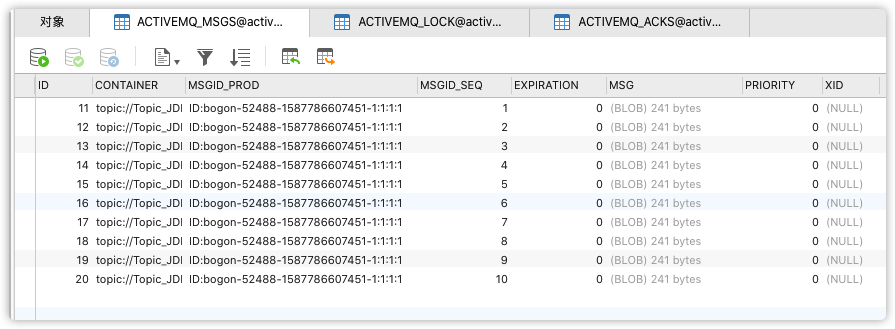 对象 ACTIVEMQ_MSGS@activ... ACTIVEMQ_LOCK@activ... ACTIVEMQ_ACKS@activ...
ID CONTAINER MSGID_PROD MSGID_SEQ EXPIRATION MSG PRIORITY XID
11 topic://Topic_JDI ID:bogon-52488-1587786607451-1:1:1:1 1 0 (BLOB) 241 bytes 0 (NULL)
12 topic://Topic_JDI ID:bogon-52488-1587786607451-1:1:1:1 2 0 (BLOB) 241 bytes 0 (NULL)
13 topic://Topic_JDI ID:bogon-52488-1587786607451-1:1:1:1 3 0 (BLOB) 241 bytes 0 (NULL)
14 topic://Topic_JDI ID:bogon-52488-1587786607451-1:1:1:1 4 0 (BLOB) 241 bytes 0 (NULL)
15 topic://Topic_JDI ID:bogon-52488-1587786607451-1:1:1:1 5 0 (BLOB) 241 bytes 0 (NULL)
16 topic://Topic_JDI ID:bogon-52488-1587786607451-1:1:1:1 6 0 (BLOB) 241 bytes 0 (NULL)
17 topic://Topic_JDI ID:bogon-52488-1587786607451-1:1:1:1 7 0 (BLOB) 241 bytes 0 (NULL)
18 topic://Topic_JDI ID:bogon-52488-1587786607451-1:1:1:1 8 0 (BLOB) 241 bytes 0 (NULL)
19 topic://Topic_JDI ID:bogon-52488-1587786607451-1:1:1:1 9 0 (BLOB) 241 bytes 0 (NULL)
20 topic://Topic_JDI ID:bogon-52488-1587786607451-1:1:1:1 10 0 (BLOB) 241 bytes 0 (NULL)